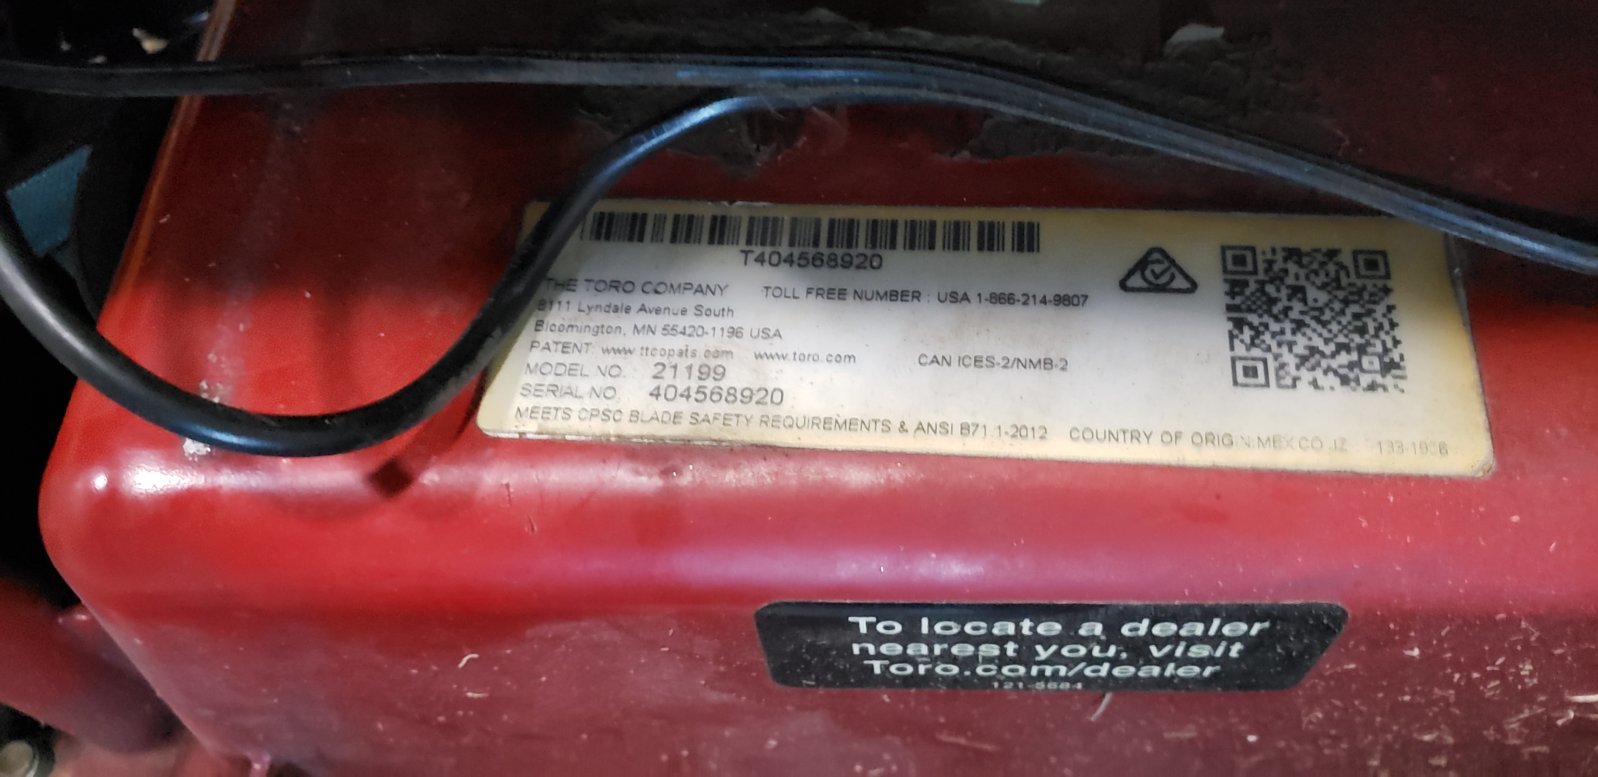 T404568920
THE TORO COMPANY TOLL FREE NUMBER : USA 1-866-214-9807
8111 Lyndale Avenue South
Bloomington, MN 55420-1196 USA
PATENT: www.ttcopats.com www.toro.com CAN ICES-2/NMB-2
MODEL NO. 21199
SERIAL NO. 404568920
MEETS CPSC BLADE SAFETY REQUIREMENTS & ANSI B71.1-2012 COUNTRY OF ORIGIN:MEXICO JZ
To locate a dealer
nearest you, visit
Toro.com/dealer